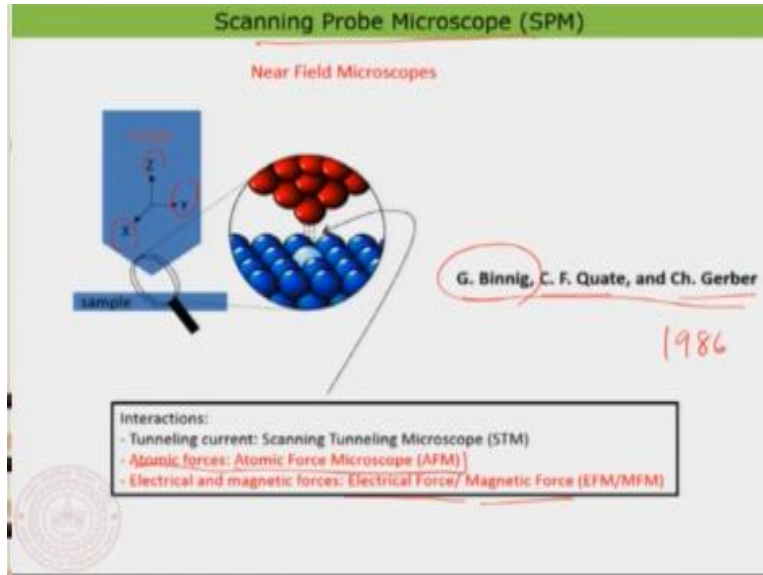 Scanning Probe Microscope (SPM)
Near Field Microscopes
Z
Y
X
sample
G. Binnig, C. F. Quate, and Ch. Gerber
1986
Interactions:
- Tunneling current: Scanning Tunneling Microscope (STM)
- Atomic forces: Atomic Force Microscope (AFM)
- Electrical and magnetic forces: Electrical Force/ Magnetic Force (EFM/MFM)